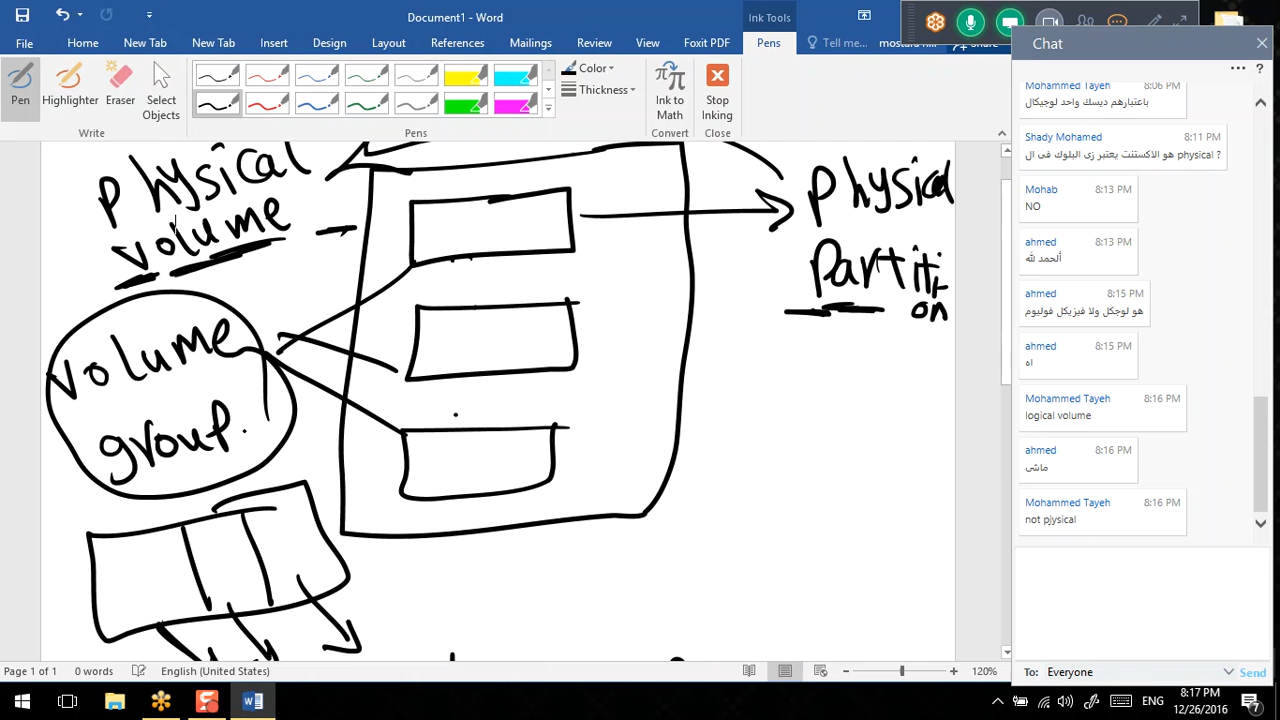 Document1 - Word
Ink Tools
File
Home
New Tab
New Tab
Insert
Design
Layout
References
Mailings
Review
View
Foxit PDF
Pens
Tell me...
Pen
Highlighter
Eraser
Select
Objects
Color
Thickness
Ink to
Math
Stop
Inking
Write
Pens
Convert
Close
physical
volume
physical
Partiti
on
volume
group.
Chat
?
Mohammed Tayeh 8:06 PM
باعتبارهم ديسك واحد لوجيكال
Shady Mohamed 8:11 PM
هو الاكستنت يعتبر زى البلوك فى ال physical ?
Mohab 8:13 PM
NO
ahmed 8:13 PM
ألحمد لله
ahmed 8:15 PM
هو لوجكل ولا فيزيكل فوليوم
ahmed 8:15 PM
اه
Mohammed Tayeh 8:16 PM
logical volume
ahmed 8:16 PM
ماشى
Mohammed Tayeh 8:16 PM
not pjysical
To: Everyone
Send
Page 1 of 1
0 words
English (United States)
120%
ENG
8:17 PM
12/26/2016
7